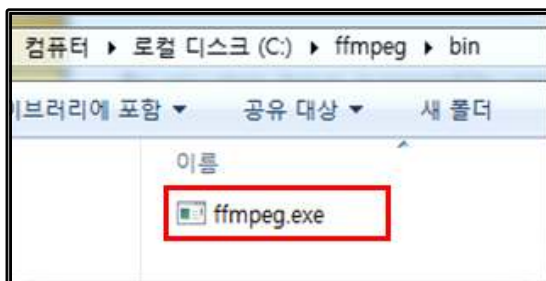 컴퓨터 ▶ 로컬 디스크 (C:) ▶ ffmpeg ▶ bin
이브러리에 포함 ▼ 공유 대상 ▼ 새 폴더
이름
ffmpeg.exe